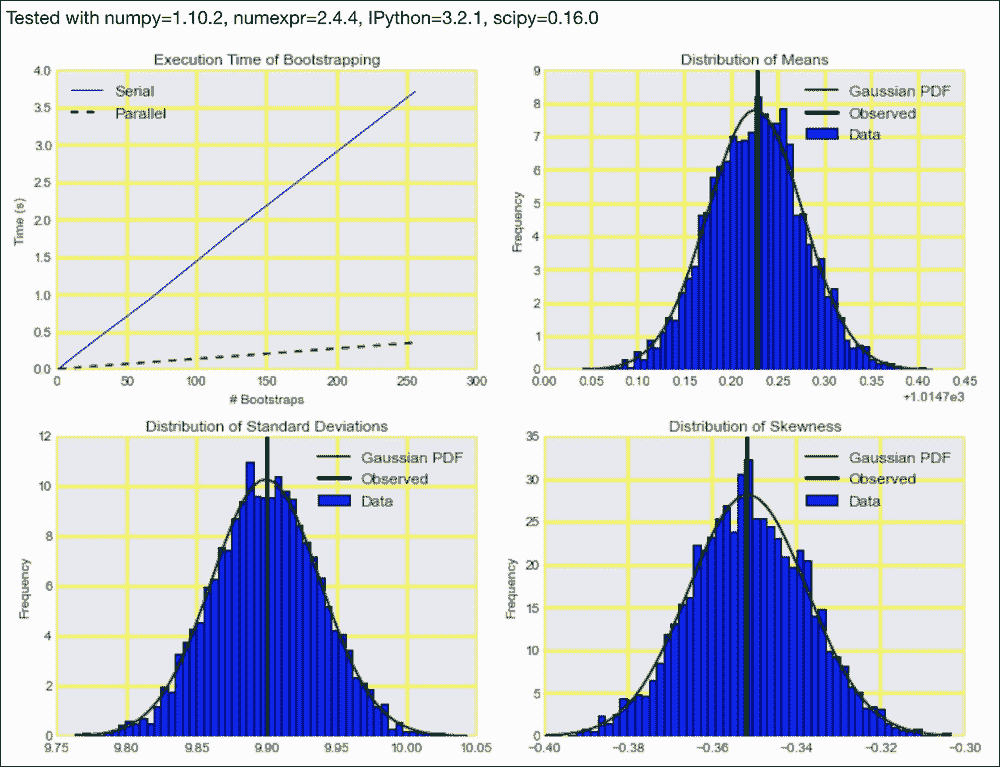 Tested with numpy=1.10.2, numexpr=2.4.4, IPython=3.2.1, scipy=0.16.0
Execution Time of Bootstrapping
4.0
3.5
3.0
2.5
2.0
1.5
1.0
0.5
0.0
Time (s)
Serial
Parallel
0 50 100 150 200 250 300
# Bootstraps
Distribution of Means
9
8
7
6
5
4
3
2
1
0
Frequency
Gaussian PDF
Observed
Data
0.00 0.05 0.10 0.15 0.20 0.25 0.30 0.35 0.40 0.45
+1.0147e3
Distribution of Standard Deviations
12
10
8
6
4
2
0
Frequency
Gaussian PDF
Observed
Data
9.75 9.80 9.85 9.90 9.95 10.00 10.05
Distribution of Skewness
35
30
25
20
15
10
5
0
Frequency
Gaussian PDF
Observed
Data
−0.40 −0.38 −0.36 −0.34 −0.32 −0.30